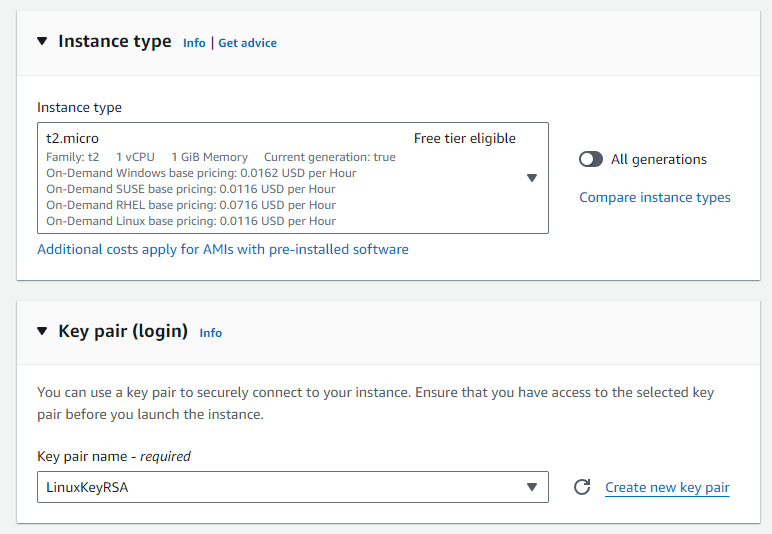 Instance type Info | Get advice
Instance type
t2.micro Free tier eligible
Family: t2 1 vCPU 1 GiB Memory Current generation: true
On-Demand Windows base pricing: 0.0162 USD per Hour
On-Demand SUSE base pricing: 0.0116 USD per Hour
On-Demand RHEL base pricing: 0.0716 USD per Hour
On-Demand Linux base pricing: 0.0116 USD per Hour
All generations
Compare instance types
Additional costs apply for AMIs with pre-installed software
Key pair (login) Info
You can use a key pair to securely connect to your instance. Ensure that you have access to the selected key
pair before you launch the instance.
Key pair name - required
LinuxKeyRSA
Create new key pair